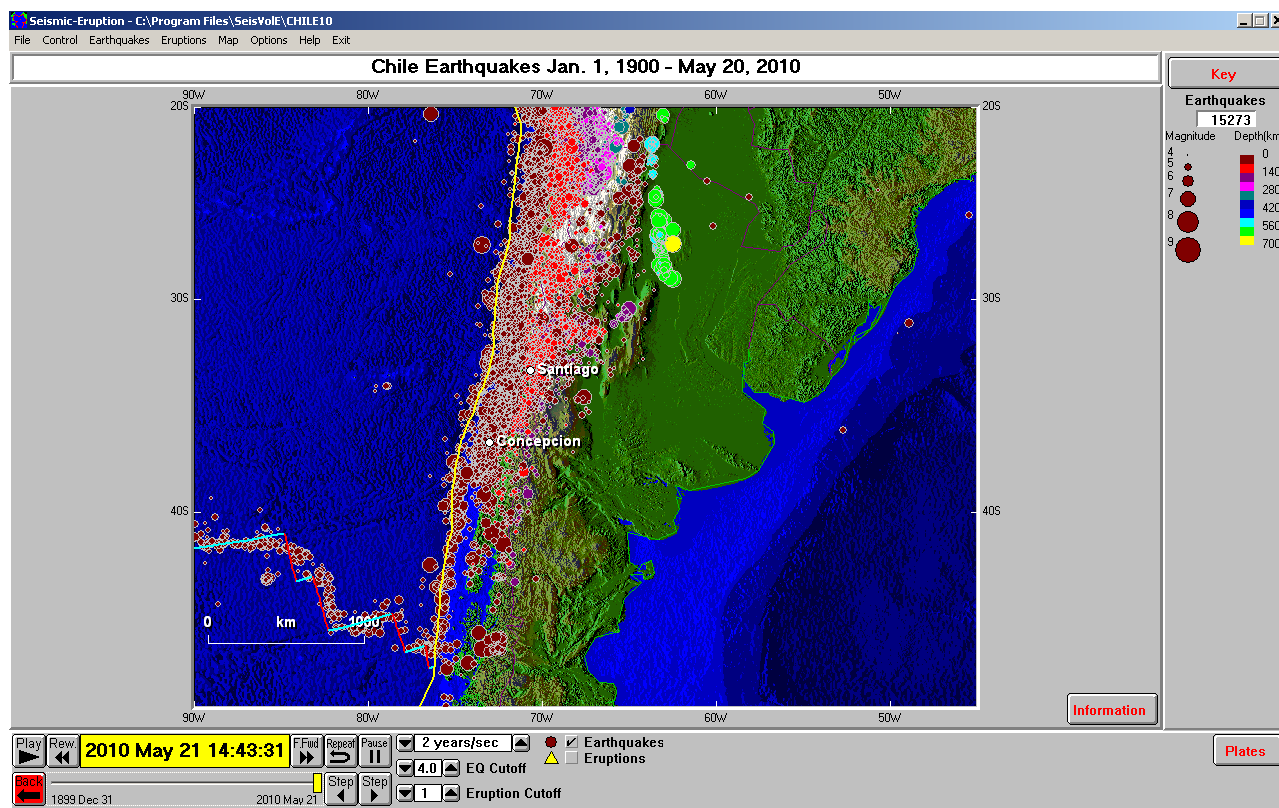 Seismic-Eruption - C:\Program Files\SeisVolE\CHILE10
File Control Earthquakes Eruptions Map Options Help Exit
Chile Earthquakes Jan. 1, 1900 - May 20, 2010
Key
Earthquakes
15273
Magnitude Depth(km
4 0
5 140
6 280
7 420
8 560
9 700
90W 80W 70W 60W 50W
20S 20S
30S 30S
Santiago
Concepcion
40S 40S
0 km 1000
90W 80W 70W 60W 50W
Information
Play Rew. 2010 May 21 14:43:31 F.Fwd Repeat Pause 2 years/sec Earthquakes
Eruptions
Plates
4.0 EQ Cutoff
Back 1899 Dec 31 2010 May 21 Step Step
1 Eruption Cutoff